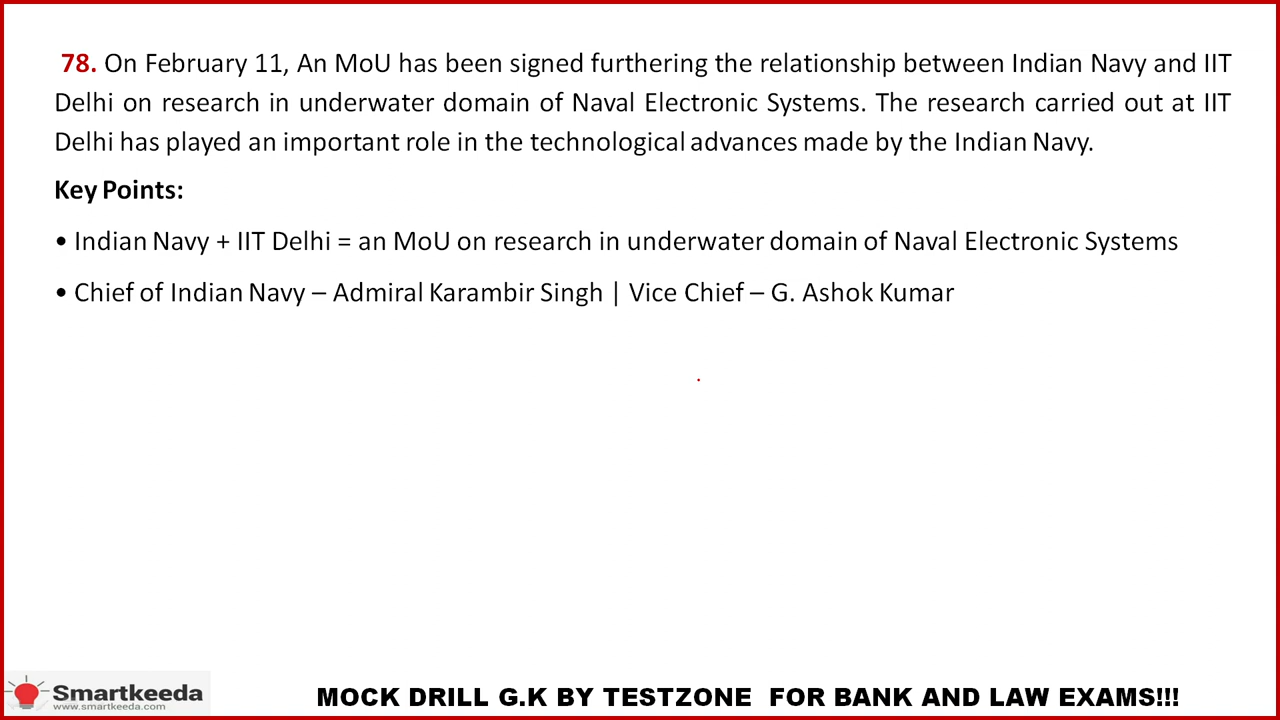 78. On February 11, An MoU has been signed furthering the relationship between Indian Navy and IIT
Delhi on research in underwater domain of Naval Electronic Systems. The research carried out at IIT
Delhi has played an important role in the technological advances made by the Indian Navy.
Key Points:
• Indian Navy + IIT Delhi = an MoU on research in underwater domain of Naval Electronic Systems
• Chief of Indian Navy – Admiral Karambir Singh | Vice Chief – G. Ashok Kumar
Smartkeeda
www.smartkeeda.com
MOCK DRILL G.K BY TESTZONE FOR BANK AND LAW EXAMS!!!